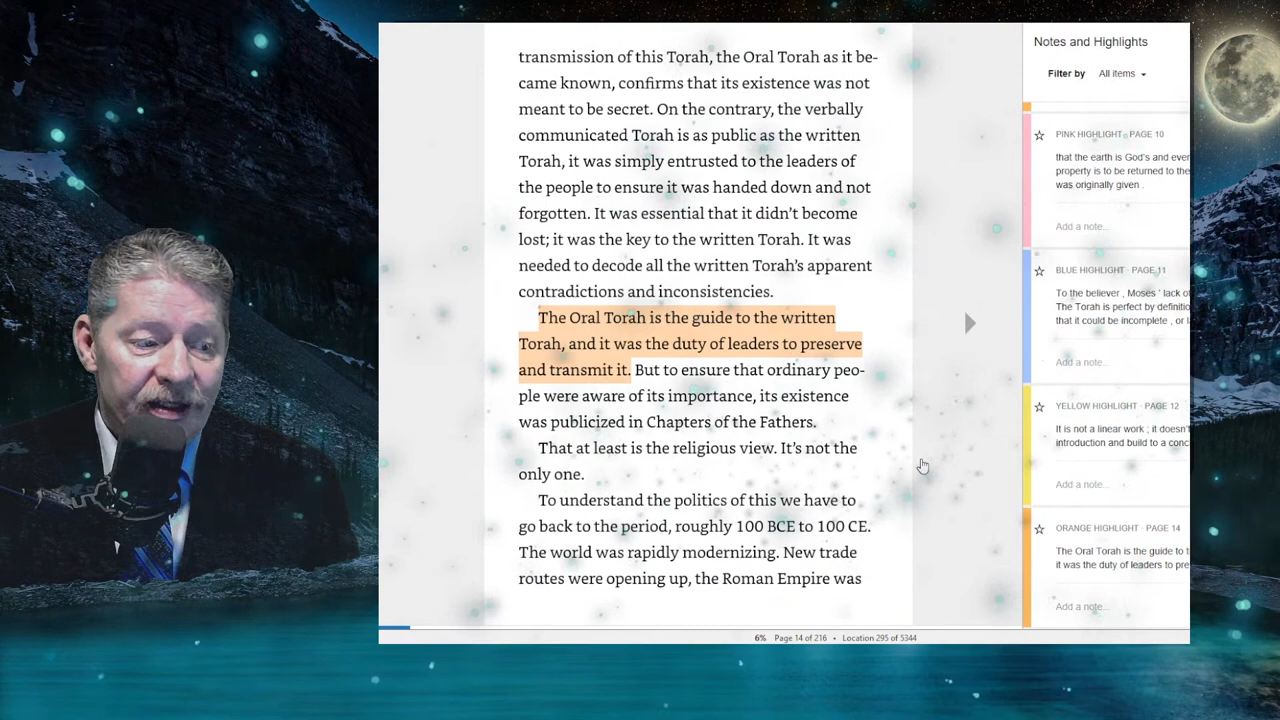 transmission of this Torah, the Oral Torah as it be-
came known, confirms that its existence was not
meant to be secret. On the contrary, the verbally
communicated Torah is as public as the written
Torah, it was simply entrusted to the leaders of
the people to ensure it was handed down and not
forgotten. It was essential that it didn’t become
lost; it was the key to the written Torah. It was
needed to decode all the written Torah’s apparent
contradictions and inconsistencies.
The Oral Torah is the guide to the written
Torah, and it was the duty of leaders to preserve
and transmit it. But to ensure that ordinary peo-
ple were aware of its importance, its existence
was publicized in Chapters of the Fathers.
That at least is the religious view. It’s not the
only one.
To understand the politics of this we have to
go back to the period, roughly 100 BCE to 100 CE.
The world was rapidly modernizing. New trade
routes were opening up, the Roman Empire was
6% Page 14 of 216 • Location 295 of 5344
Notes and Highlights
Filter by All items
PINK HIGHLIGHT · PAGE 10
that the earth is God's and ever
property is to be returned to the
was originally given .
Add a note...
BLUE HIGHLIGHT · PAGE 11
To the believer , Moses ' lack of
The Torah is perfect by definitio
that it could be incomplete , or l
Add a note...
YELLOW HIGHLIGHT · PAGE 12
It is not a linear work ; it doesn'
introduction and build to a conc
Add a note...
ORANGE HIGHLIGHT · PAGE 14
The Oral Torah is the guide to t
it was the duty of leaders to pre
Add a note...